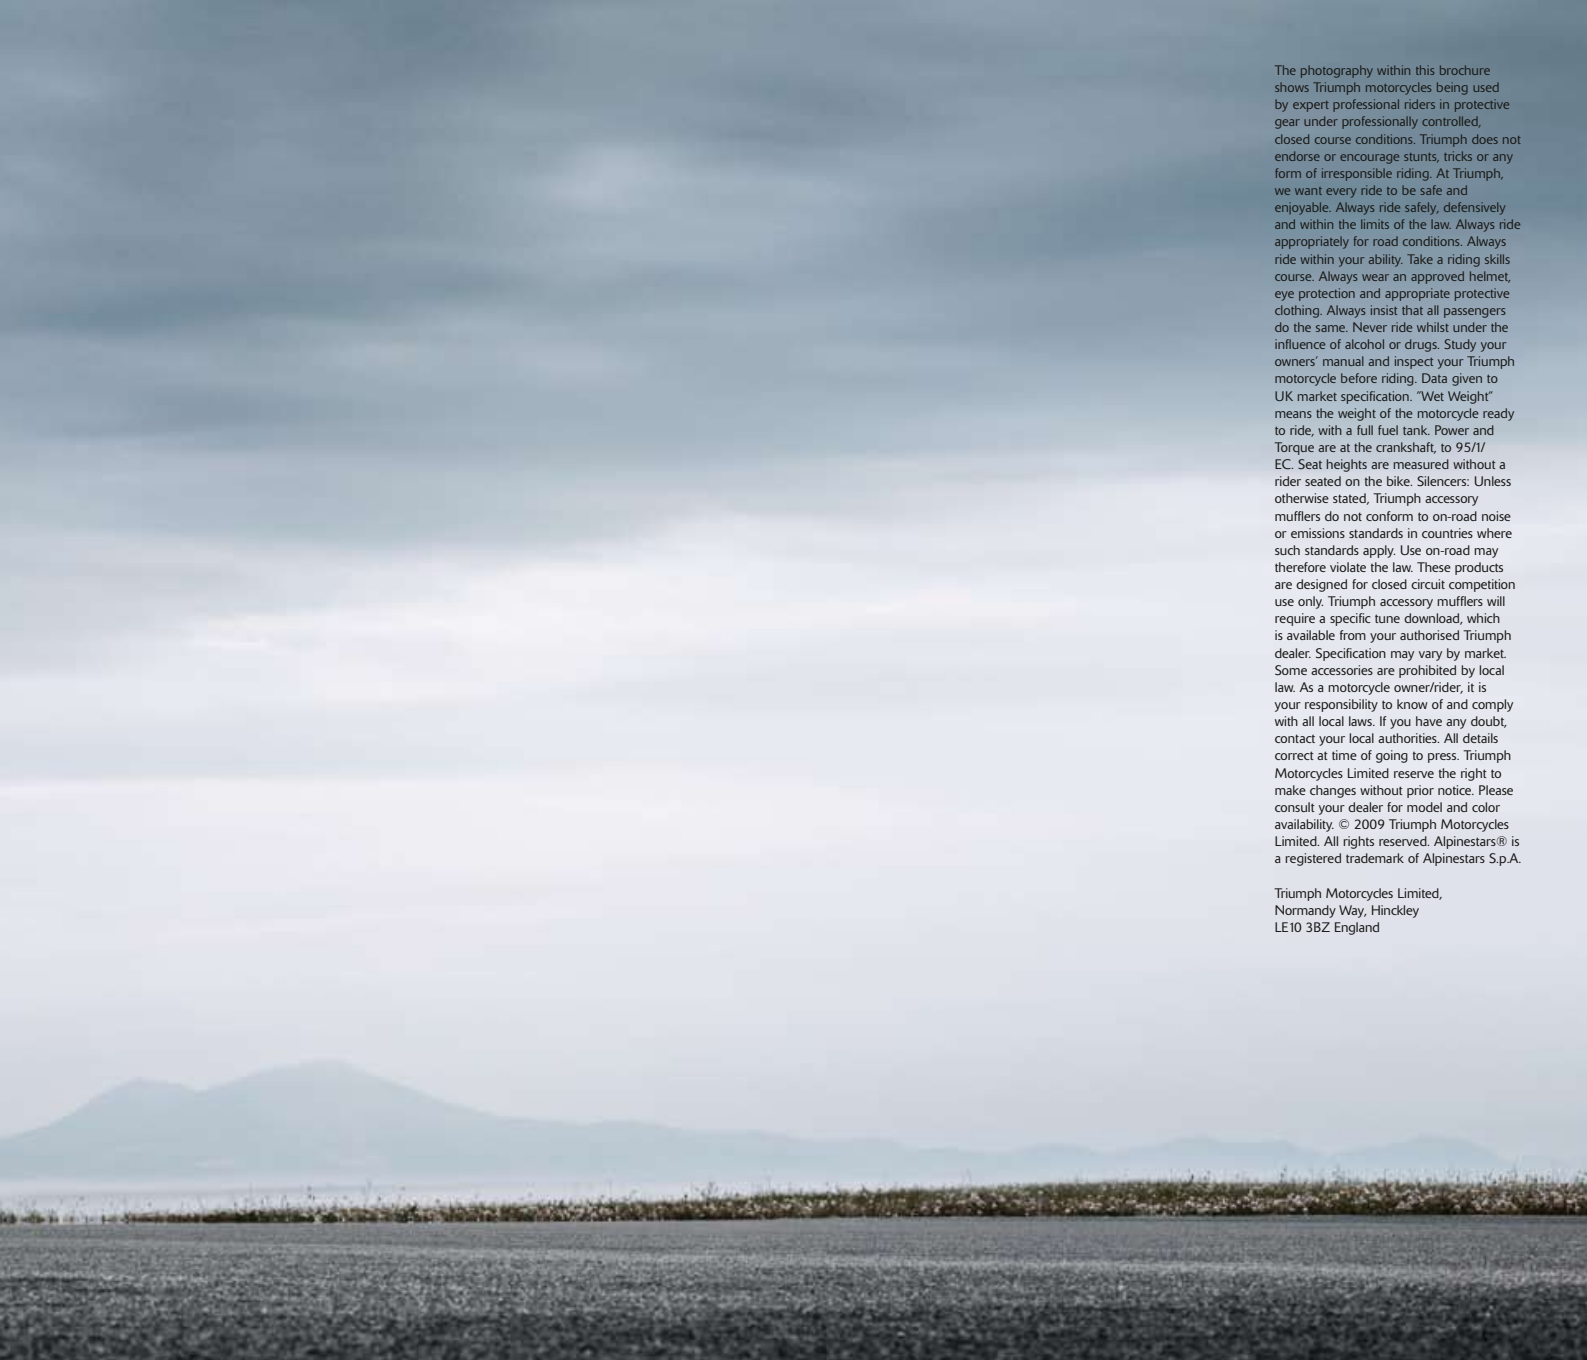 The photography within this brochure
shows Triumph motorcycles being used
by expert professional riders in protective
gear under professionally controlled,
closed course conditions. Triumph does not
endorse or encourage stunts, tricks or any
form of irresponsible riding. At Triumph,
we want every ride to be safe and
enjoyable. Always ride safely, defensively
and within the limits of the law. Always ride
appropriately for road conditions. Always
ride within your ability. Take a riding skills
course. Always wear an approved helmet,
eye protection and appropriate protective
clothing. Always insist that all passengers
do the same. Never ride whilst under the
influence of alcohol or drugs. Study your
owners' manual and inspect your Triumph
motorcycle before riding. Data given to
UK market specification. "Wet Weight"
means the weight of the motorcycle ready
to ride, with a full fuel tank. Power and
Torque are at the crankshaft, to 95/1/
EC. Seat heights are measured without a
rider seated on the bike. Silencers: Unless
otherwise stated, Triumph accessory
mufflers do not conform to on-road noise
or emissions standards in countries where
such standards apply. Use on-road may
therefore violate the law. These products
are designed for closed circuit competition
use only. Triumph accessory mufflers will
require a specific tune download, which
is available from your authorised Triumph
dealer. Specification may vary by market.
Some accessories are prohibited by local
law. As a motorcycle owner/rider, it is
your responsibility to know of and comply
with all local laws. If you have any doubt,
contact your local authorities. All details
correct at time of going to press. Triumph
Motorcycles Limited reserve the right to
make changes without prior notice. Please
consult your dealer for model and color
availability. © 2009 Triumph Motorcycles
Limited. All rights reserved. Alpinestars® is
a registered trademark of Alpinestars S.p.A.
Triumph Motorcycles Limited,
Normandy Way, Hinckley
LE10 3BZ England